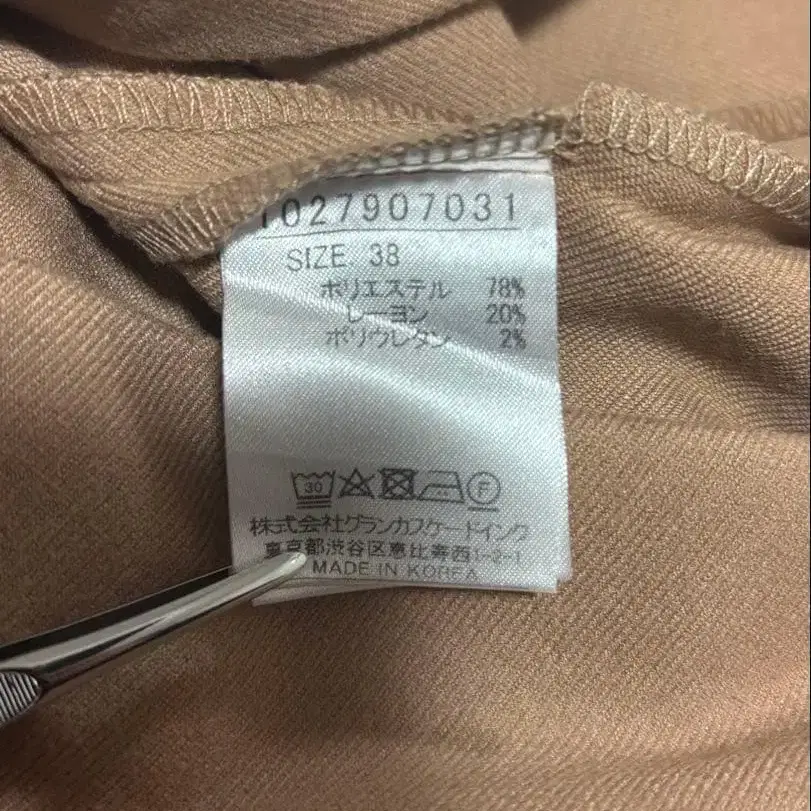 1027907031
SIZE. 38
ポリエステル 78%
レーヨン 20%
ポリウレタン 2%
30 F
株式会社グランカスケードインク
東京都渋谷区恵比寿西1-2-1
MADE IN KOREA